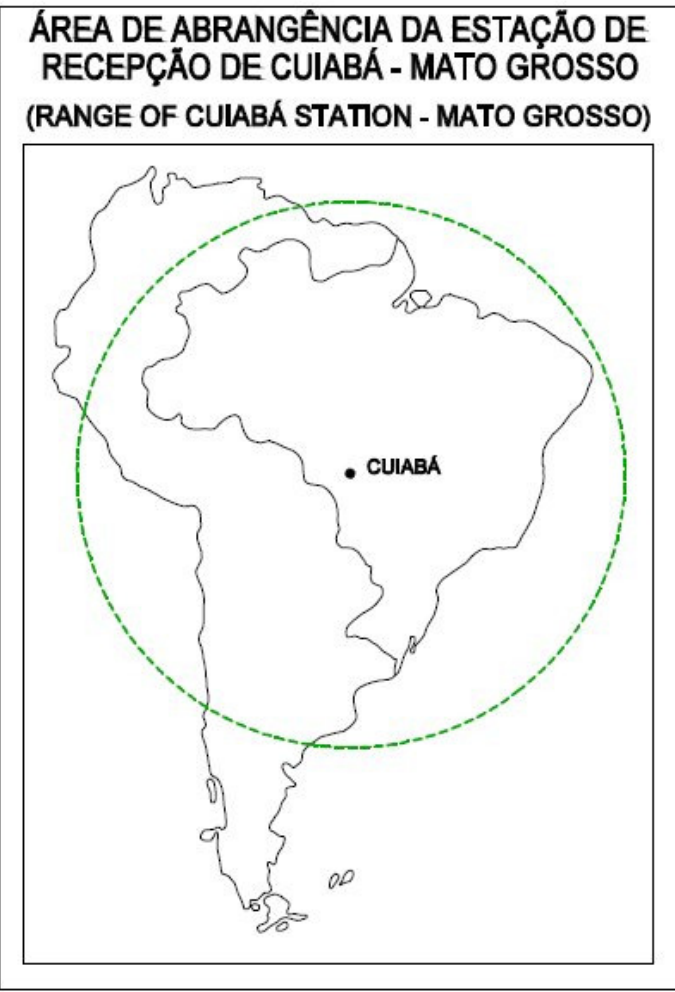 ÁREA DE ABRANGÊNCIA DA ESTAÇÃO DE
RECEPÇÃO DE CUIABÁ - MATO GROSSO
(RANGE OF CUIABÁ STATION - MATO GROSSO)
CUIABÁ